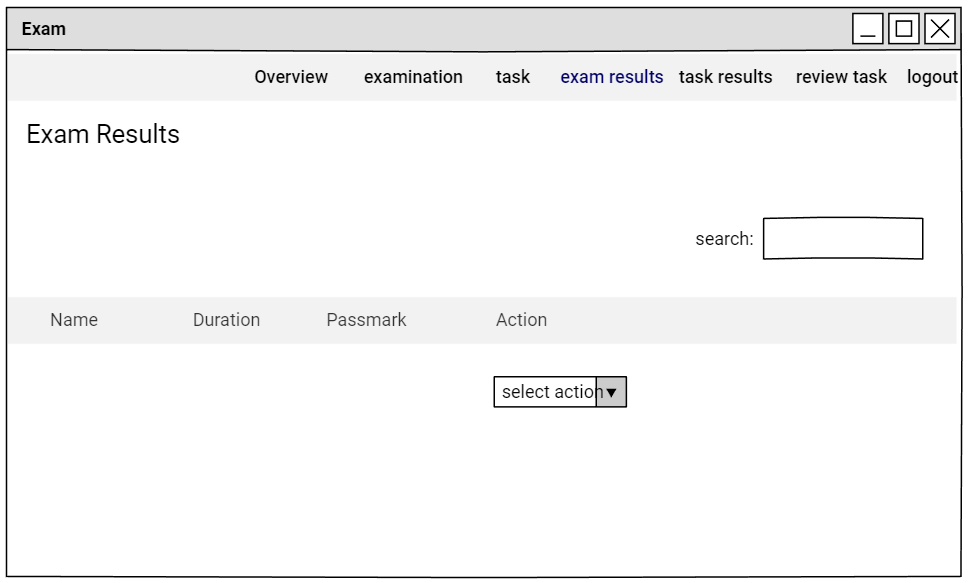 Exam
Overview examination task exam results task results review task logout
Exam Results
search:
Name Duration Passmark Action
select action